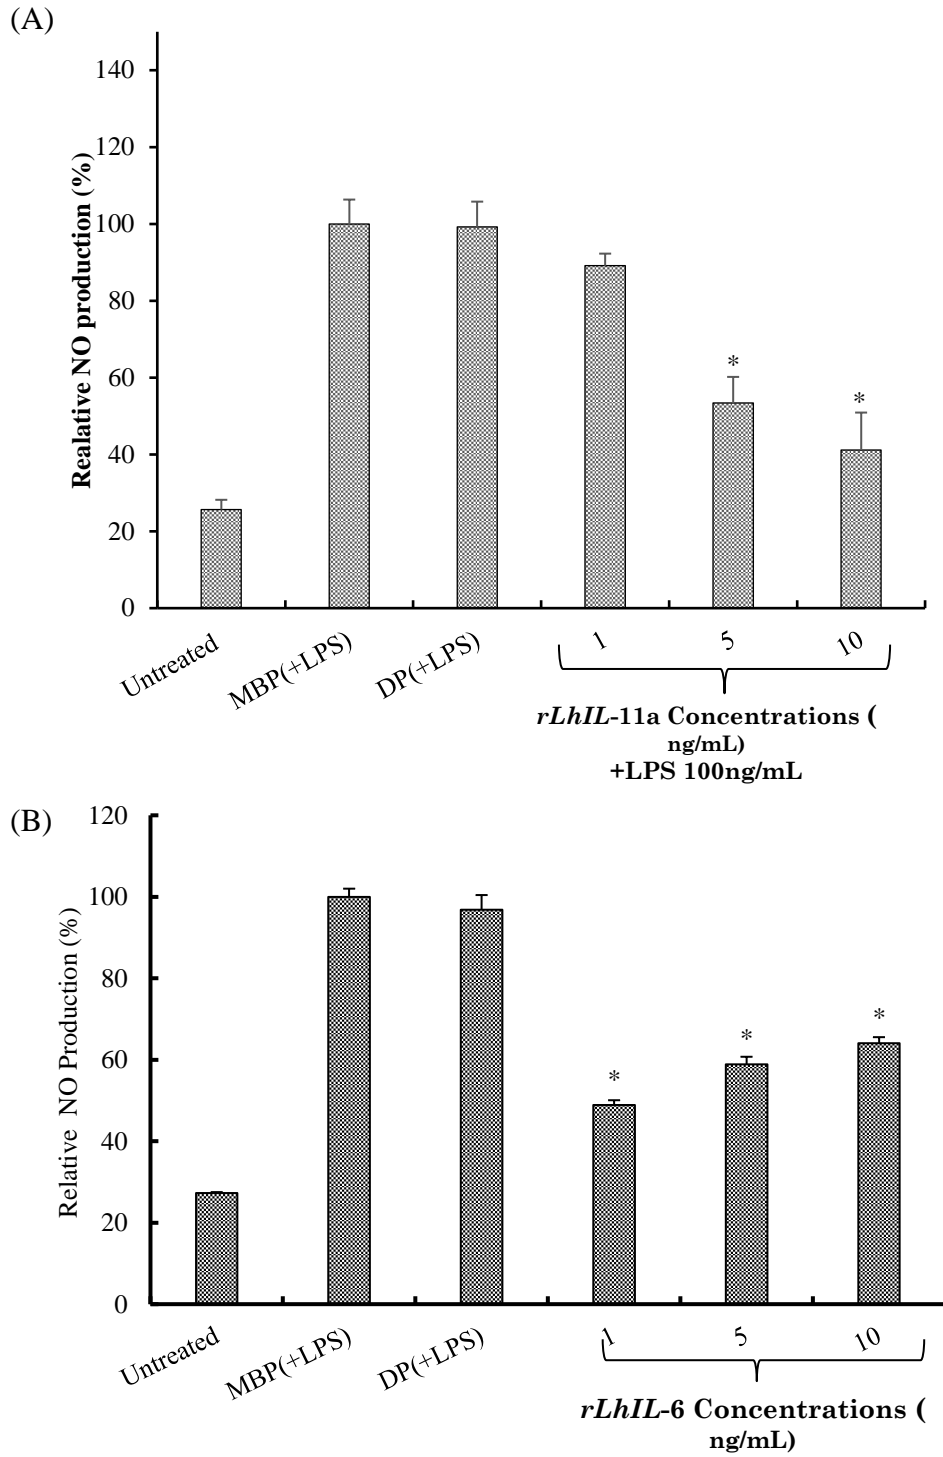 (A)
Realative NO production (%)
140
120
100
80
60
40
20
0
*
*
Untreated
MBP(+LPS)
DP(+LPS)
1
5
10
rLhIL-11a Concentrations (
ng/mL)
+LPS 100ng/mL
(B)
Relative NO Production (%)
120
100
80
60
40
20
0
*
*
*
Untreated
MBP(+LPS)
DP(+LPS)
1
5
10
rLhIL-6 Concentrations (
ng/mL)